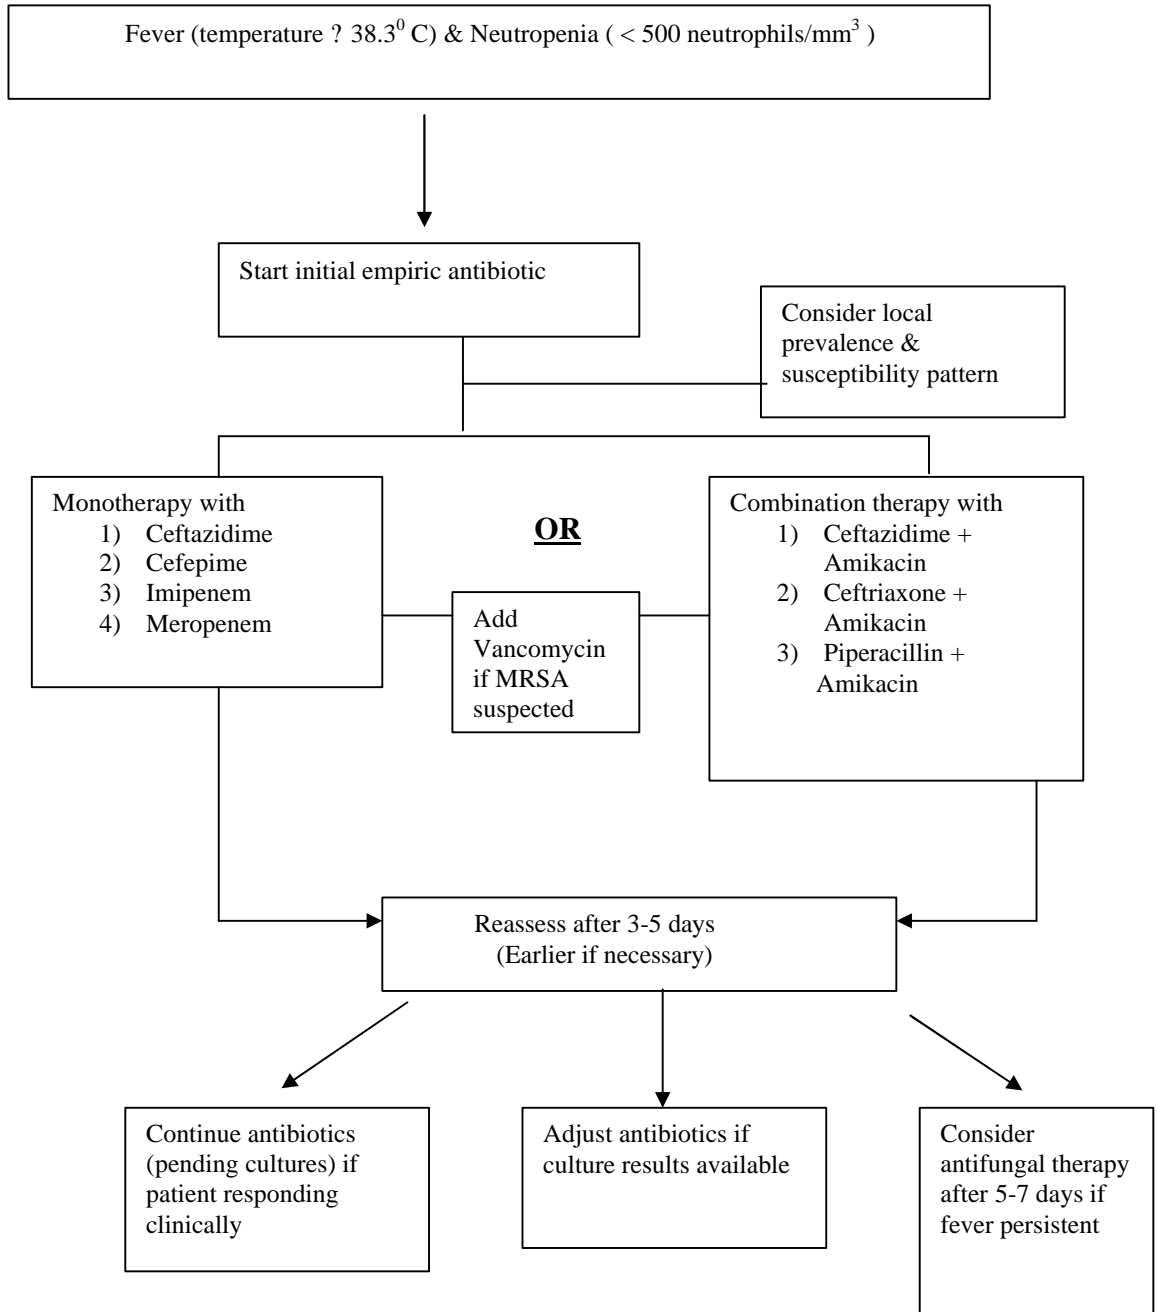 Fever (temperature ? 38.3⁰ C) & Neutropenia ( < 500 neutrophils/mm³ )
Start initial empiric antibiotic
Consider local
prevalence &
susceptibility pattern
Monotherapy with
1) Ceftazidime
2) Cefepime
3) Imipenem
4) Meropenem
OR
Add
Vancomycin
if MRSA
suspected
Combination therapy with
1) Ceftazidime +
Amikacin
2) Ceftriaxone +
Amikacin
3) Piperacillin +
Amikacin
Reassess after 3-5 days
(Earlier if necessary)
Continue antibiotics
(pending cultures) if
patient responding
clinically
Adjust antibiotics if
culture results available
Consider
antifungal therapy
after 5-7 days if
fever persistent